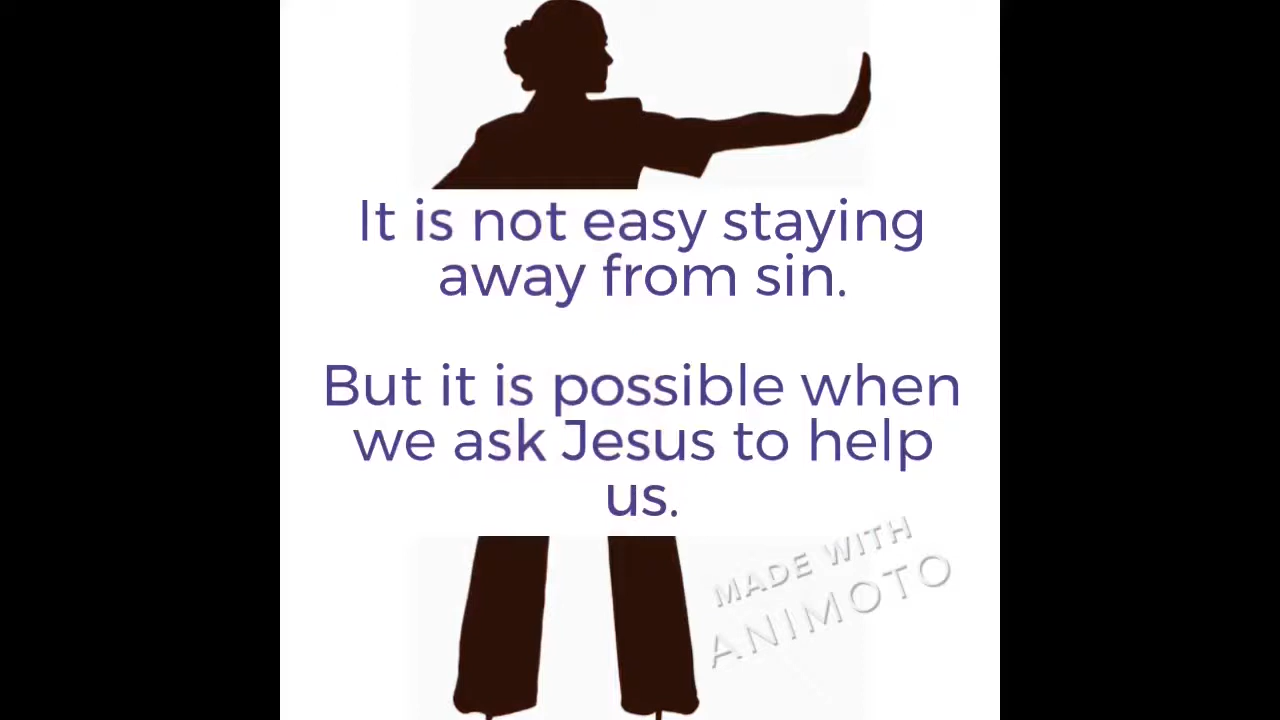 It is not easy staying
away from sin.
But it is possible when
we ask Jesus to help
us.
MADE WITH
ANIMOTO